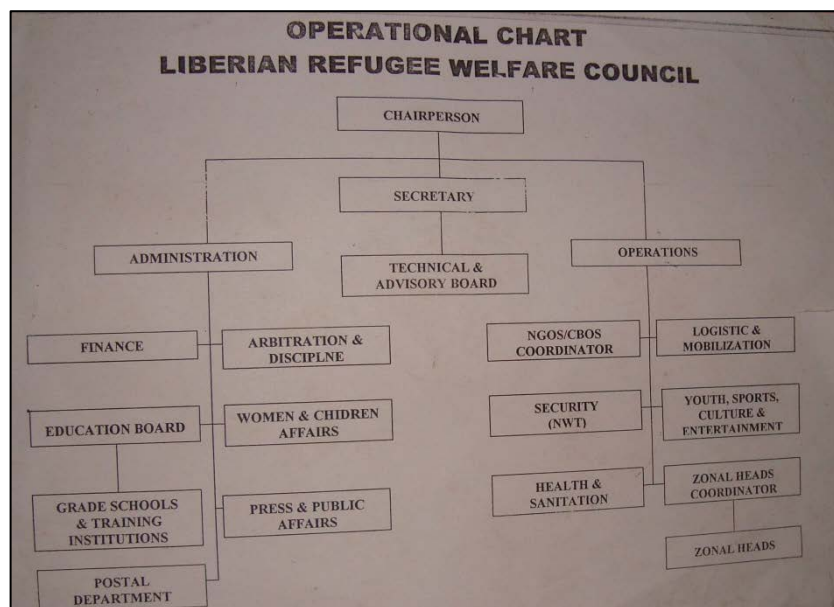 OPERATIONAL CHART
LIBERIAN REFUGEE WELFARE COUNCIL
CHAIRPERSON
SECRETARY
ADMINISTRATION
TECHNICAL &
ADVISORY BOARD
OPERATIONS
FINANCE
ARBITRATION &
DISCIPLNE
NGOS/CBOS
COORDINATOR
LOGISTIC &
MOBILIZATION
EDUCATION BOARD
WOMEN & CHIDREN
AFFAIRS
SECURITY
(NWT)
YOUTH, SPORTS,
CULTURE &
ENTERTAINMENT
GRADE SCHOOLS
& TRAINING
INSTITUTIONS
PRESS & PUBLIC
AFFAIRS
HEALTH &
SANITATION
ZONAL HEADS
COORDINATOR
ZONAL HEADS
POSTAL
DEPARTMENT